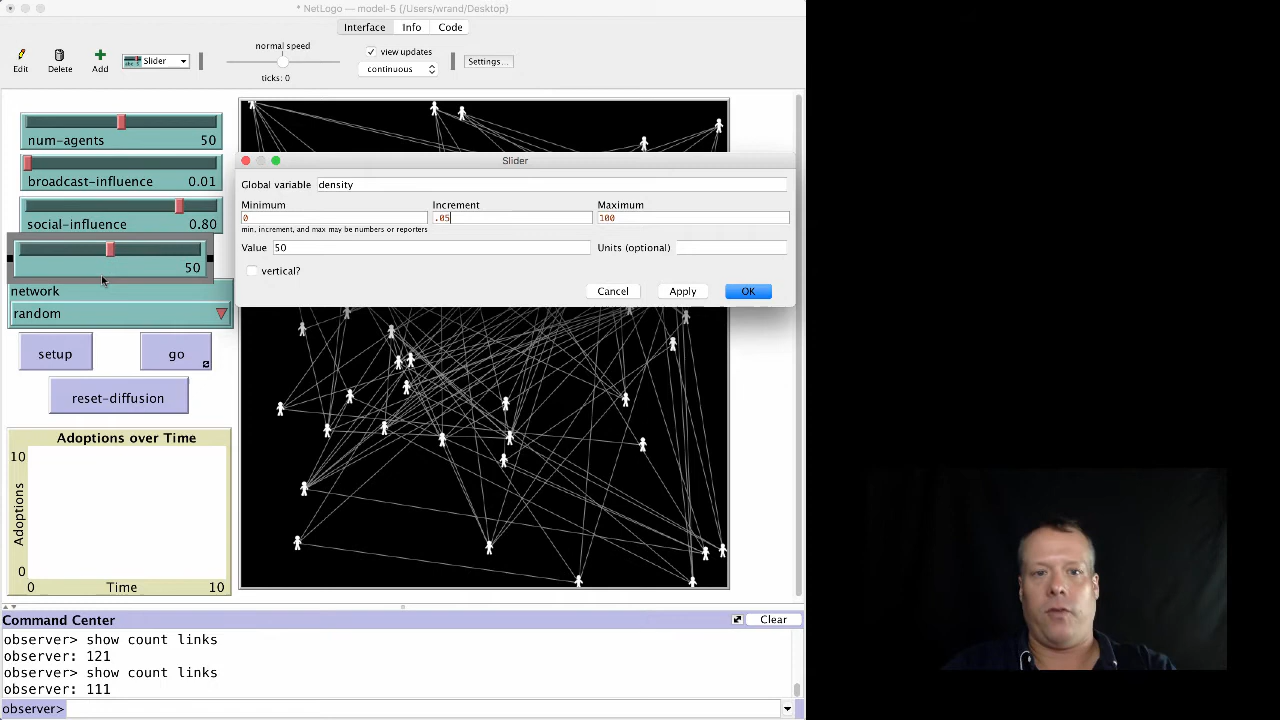 * NetLogo — model-5 {/Users/wrand/Desktop}
Interface Info Code
normal speed
view updates
Edit Delete Add Slider continuous Settings...
ticks: 0
num-agents 50
broadcast-influence 0.01
social-influence 0.80
50
network
random
setup go
reset-diffusion
Slider
Global variable density
Minimum Increment Maximum
0 .05 100
min, increment, and max may be numbers or reporters
Value 50 Units (optional)
vertical?
Cancel Apply OK
Adoptions over Time
10
Adoptions
0
0 Time 10
Command Center Clear
observer> show count links
observer: 121
observer> show count links
observer: 111
observer>